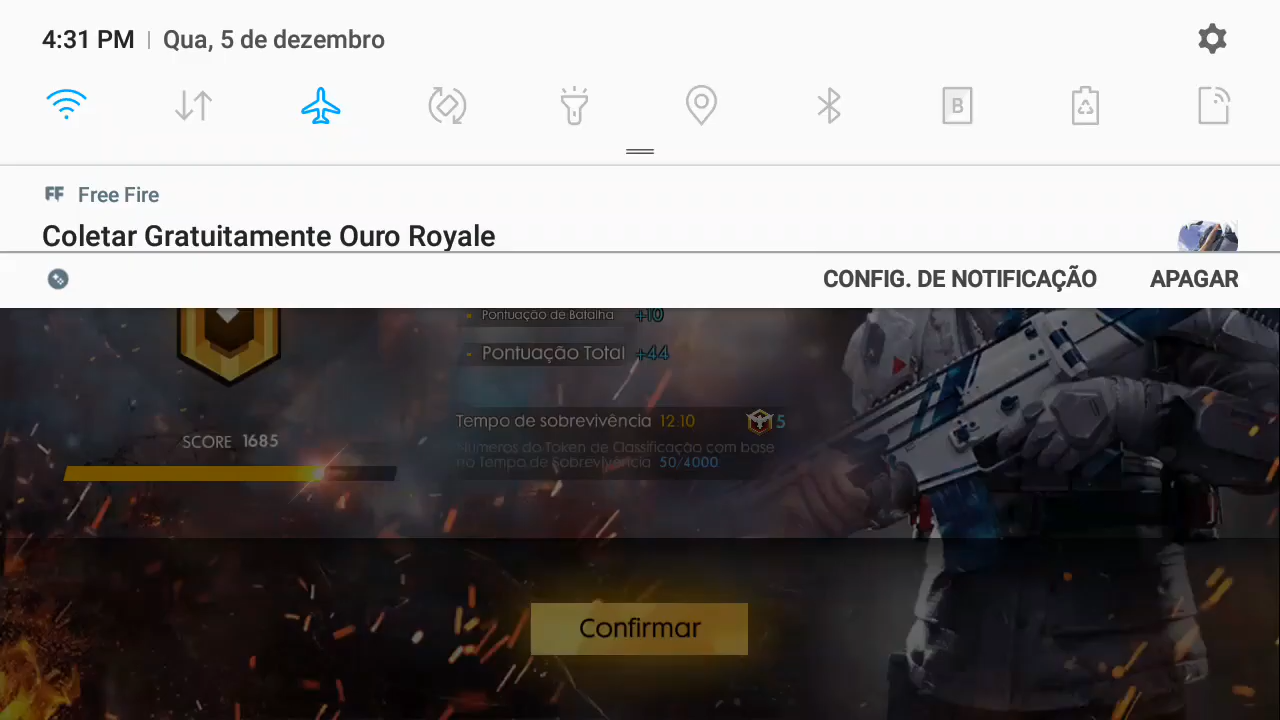 4:31 PM | Qua, 5 de dezembro
B
FF Free Fire
Coletar Gratuitamente Ouro Royale
CONFIG. DE NOTIFICAÇÃO APAGAR
Pontuação de Batalha +10
Pontuação Total +44
Tempo de sobrevivência 12:10 5
SCORE 1685
Números do Token de Classificação com base
no Tempo de Sobrevivência 50/4000
Confirmar